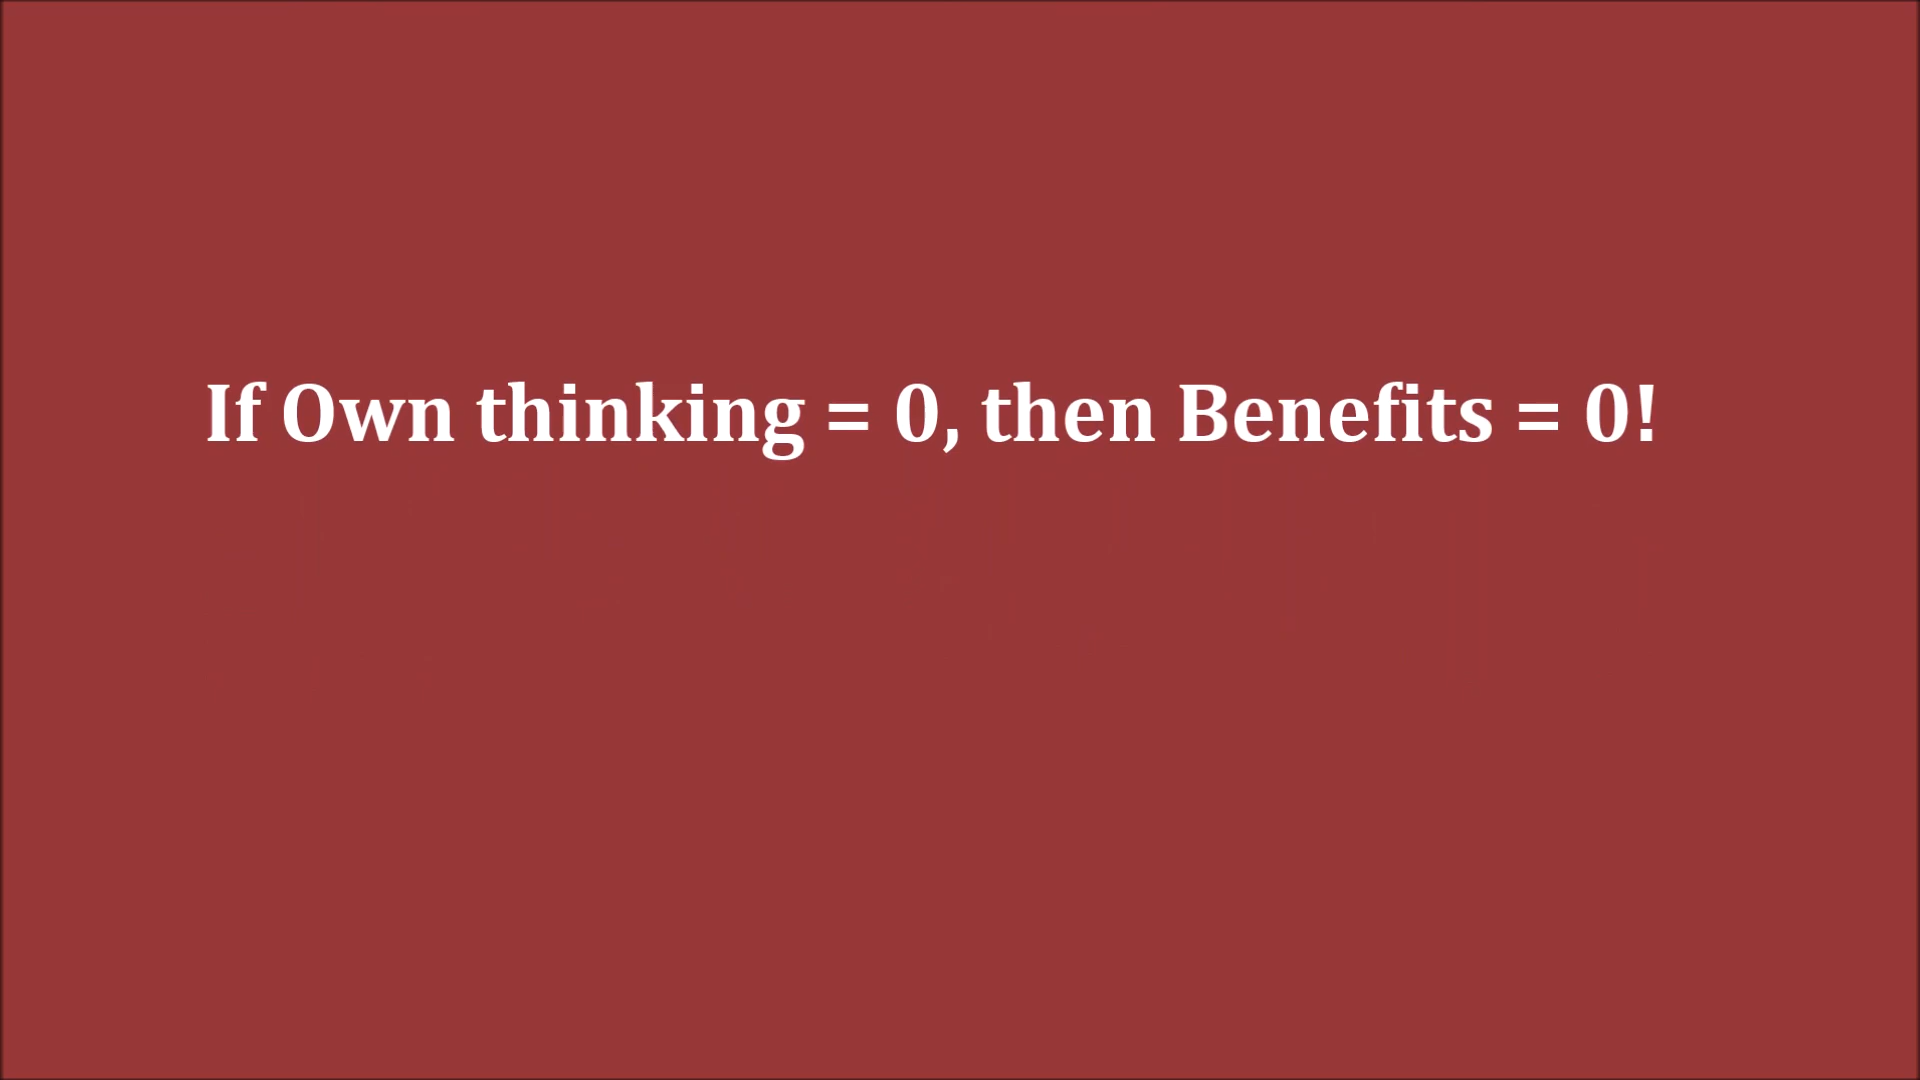 If Own thinking = 0, then Benefits = 0!